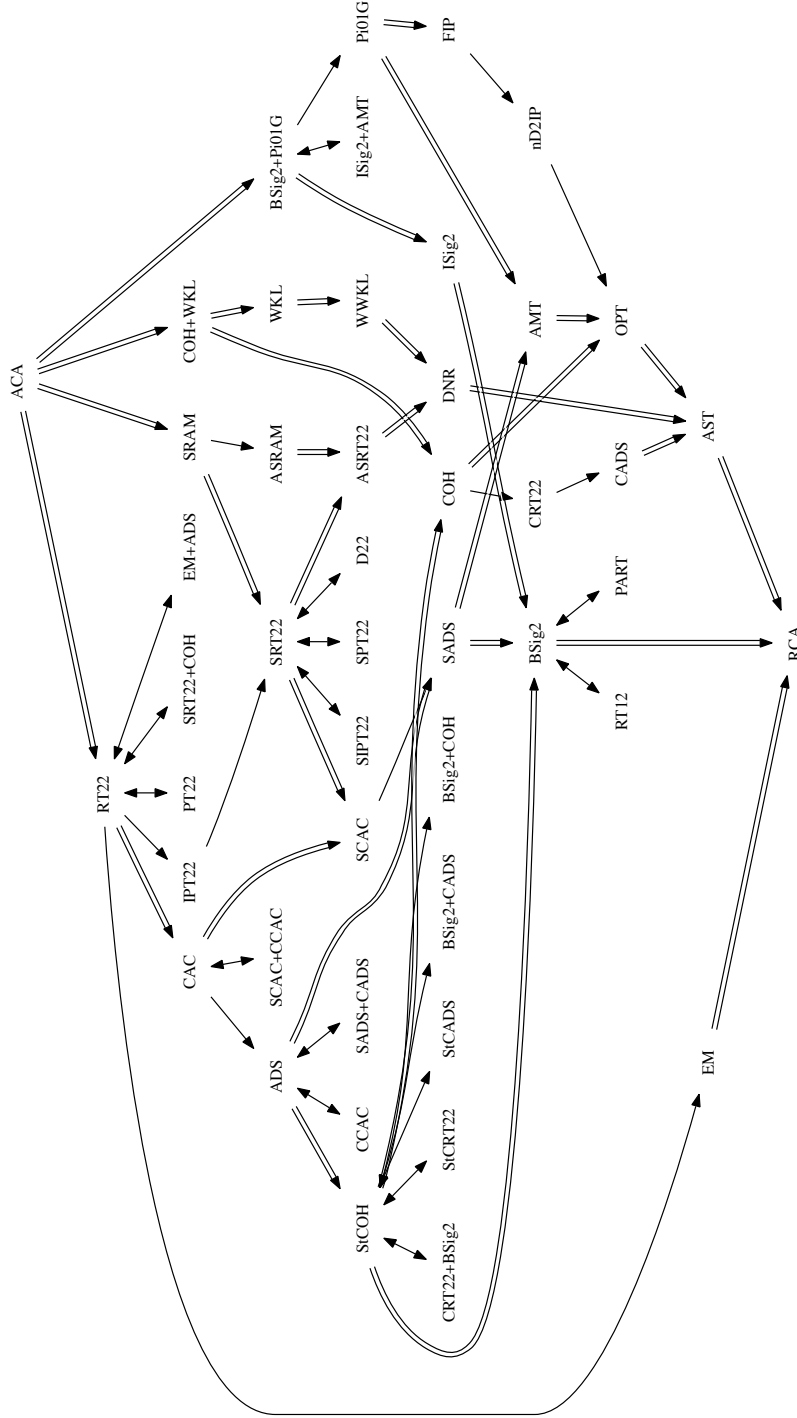 ACA
RT22
CAC IPT22 PT22 SRT22+COH EM+ADS SRAM COH+WKL
ADS SCAC+CCAC SRT22 ASRAM WKL BSig2+Pi01G
StCOH CCAC SADS+CADS SCAC SIPT22 SPT22 D22 ASRT22 WWKL ISig2+AMT Pi01G
CRT22+BSig2 StCRT22 StCADS BSig2+CADS BSig2+COH SADS COH DNR ISig2 FIP
BSig2 CRT22 AMT nD2IP
RT12 PART CADS OPT
EM AST
RCA